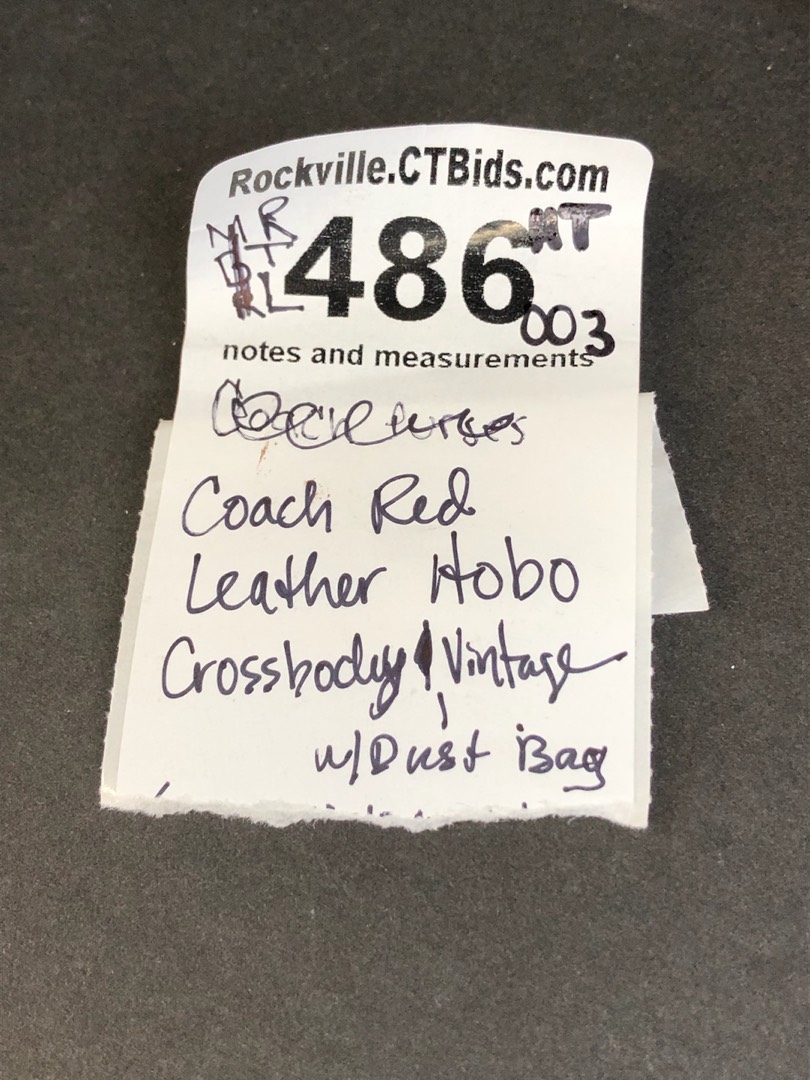 Rockville.CTBids.com
486
003
notes and measurements
Coach Red
Leather Hobo
Crossbody Vintage
w/Dust Bag